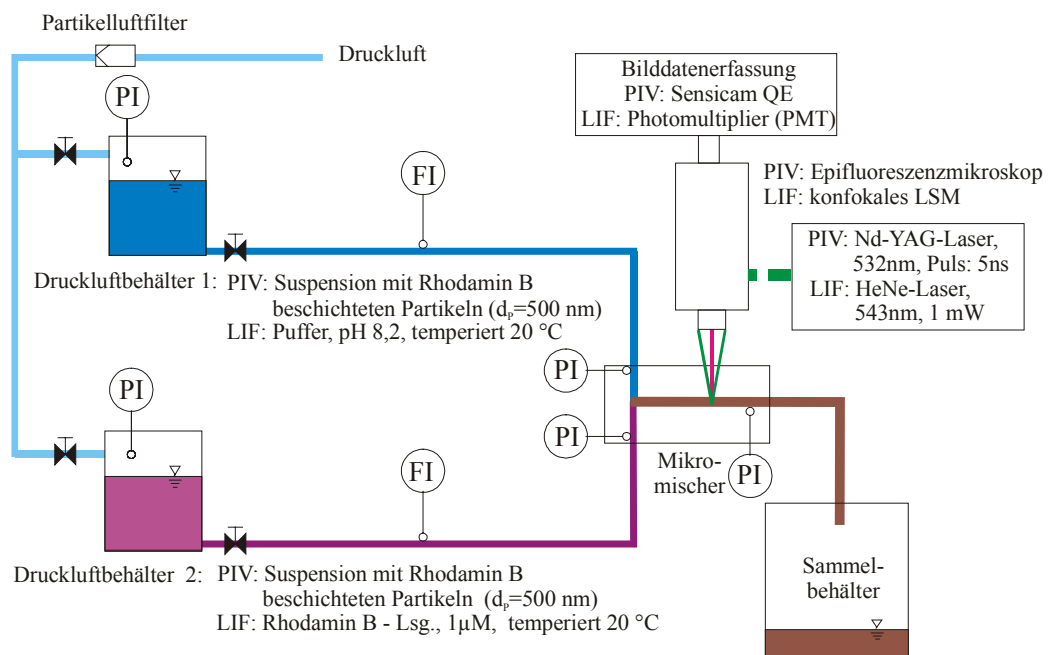 Partikelluftfilter
Druckluft
PI
Bilddatenerfassung
PIV: Sensicam QE
LIF: Photomultiplier (PMT)
FI
PIV: Epifluoreszenzmikroskop
LIF: konfokales LSM
PIV: Nd-YAG-Laser,
532nm, Puls: 5ns
LIF: HeNe-Laser,
543nm, 1 mW
Druckluftbehälter 1:
PIV: Suspension mit Rhodamin B
beschichteten Partikeln (dP=500 nm)
LIF: Puffer, pH 8,2, temperiert 20 °C
PI
PI
PI
FI
Mikro-
mischer
PI
Druckluftbehälter 2:
PIV: Suspension mit Rhodamin B
beschichteten Partikeln (dP=500 nm)
LIF: Rhodamin B - Lsg., 1µM, temperiert 20 °C
Sammel-
behälter